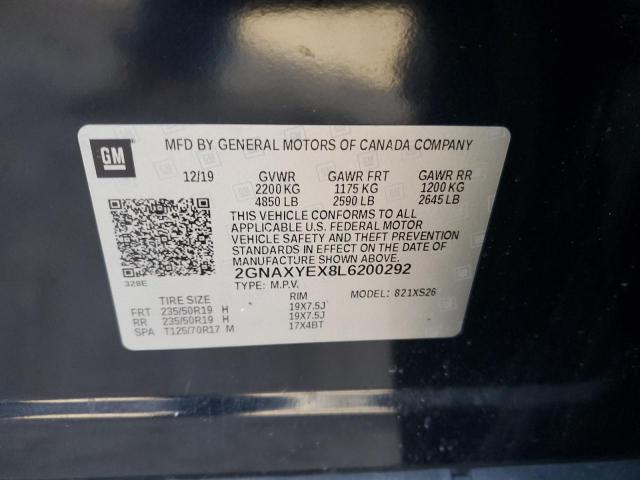 GM
MFD BY GENERAL MOTORS OF CANADA COMPANY
12/19 GVWR GAWR FRT GAWR RR
2200 KG 1175 KG 1200 KG
4850 LB 2590 LB 2645 LB
THIS VEHICLE CONFORMS TO ALL
APPLICABLE U.S. FEDERAL MOTOR
VEHICLE SAFETY AND THEFT PREVENTION
STANDARDS IN EFFECT ON THE DATE OF
MANUFACTURE SHOWN ABOVE.
328E 2GNAXYEX8L6200292
TYPE: M.P.V.
TIRE SIZE RIM MODEL: 821XS26
FRT 235/50R19 H 19X7.5J
RR 235/50R19 H 19X7.5J
SPA T125/70R17 M 17X4BT